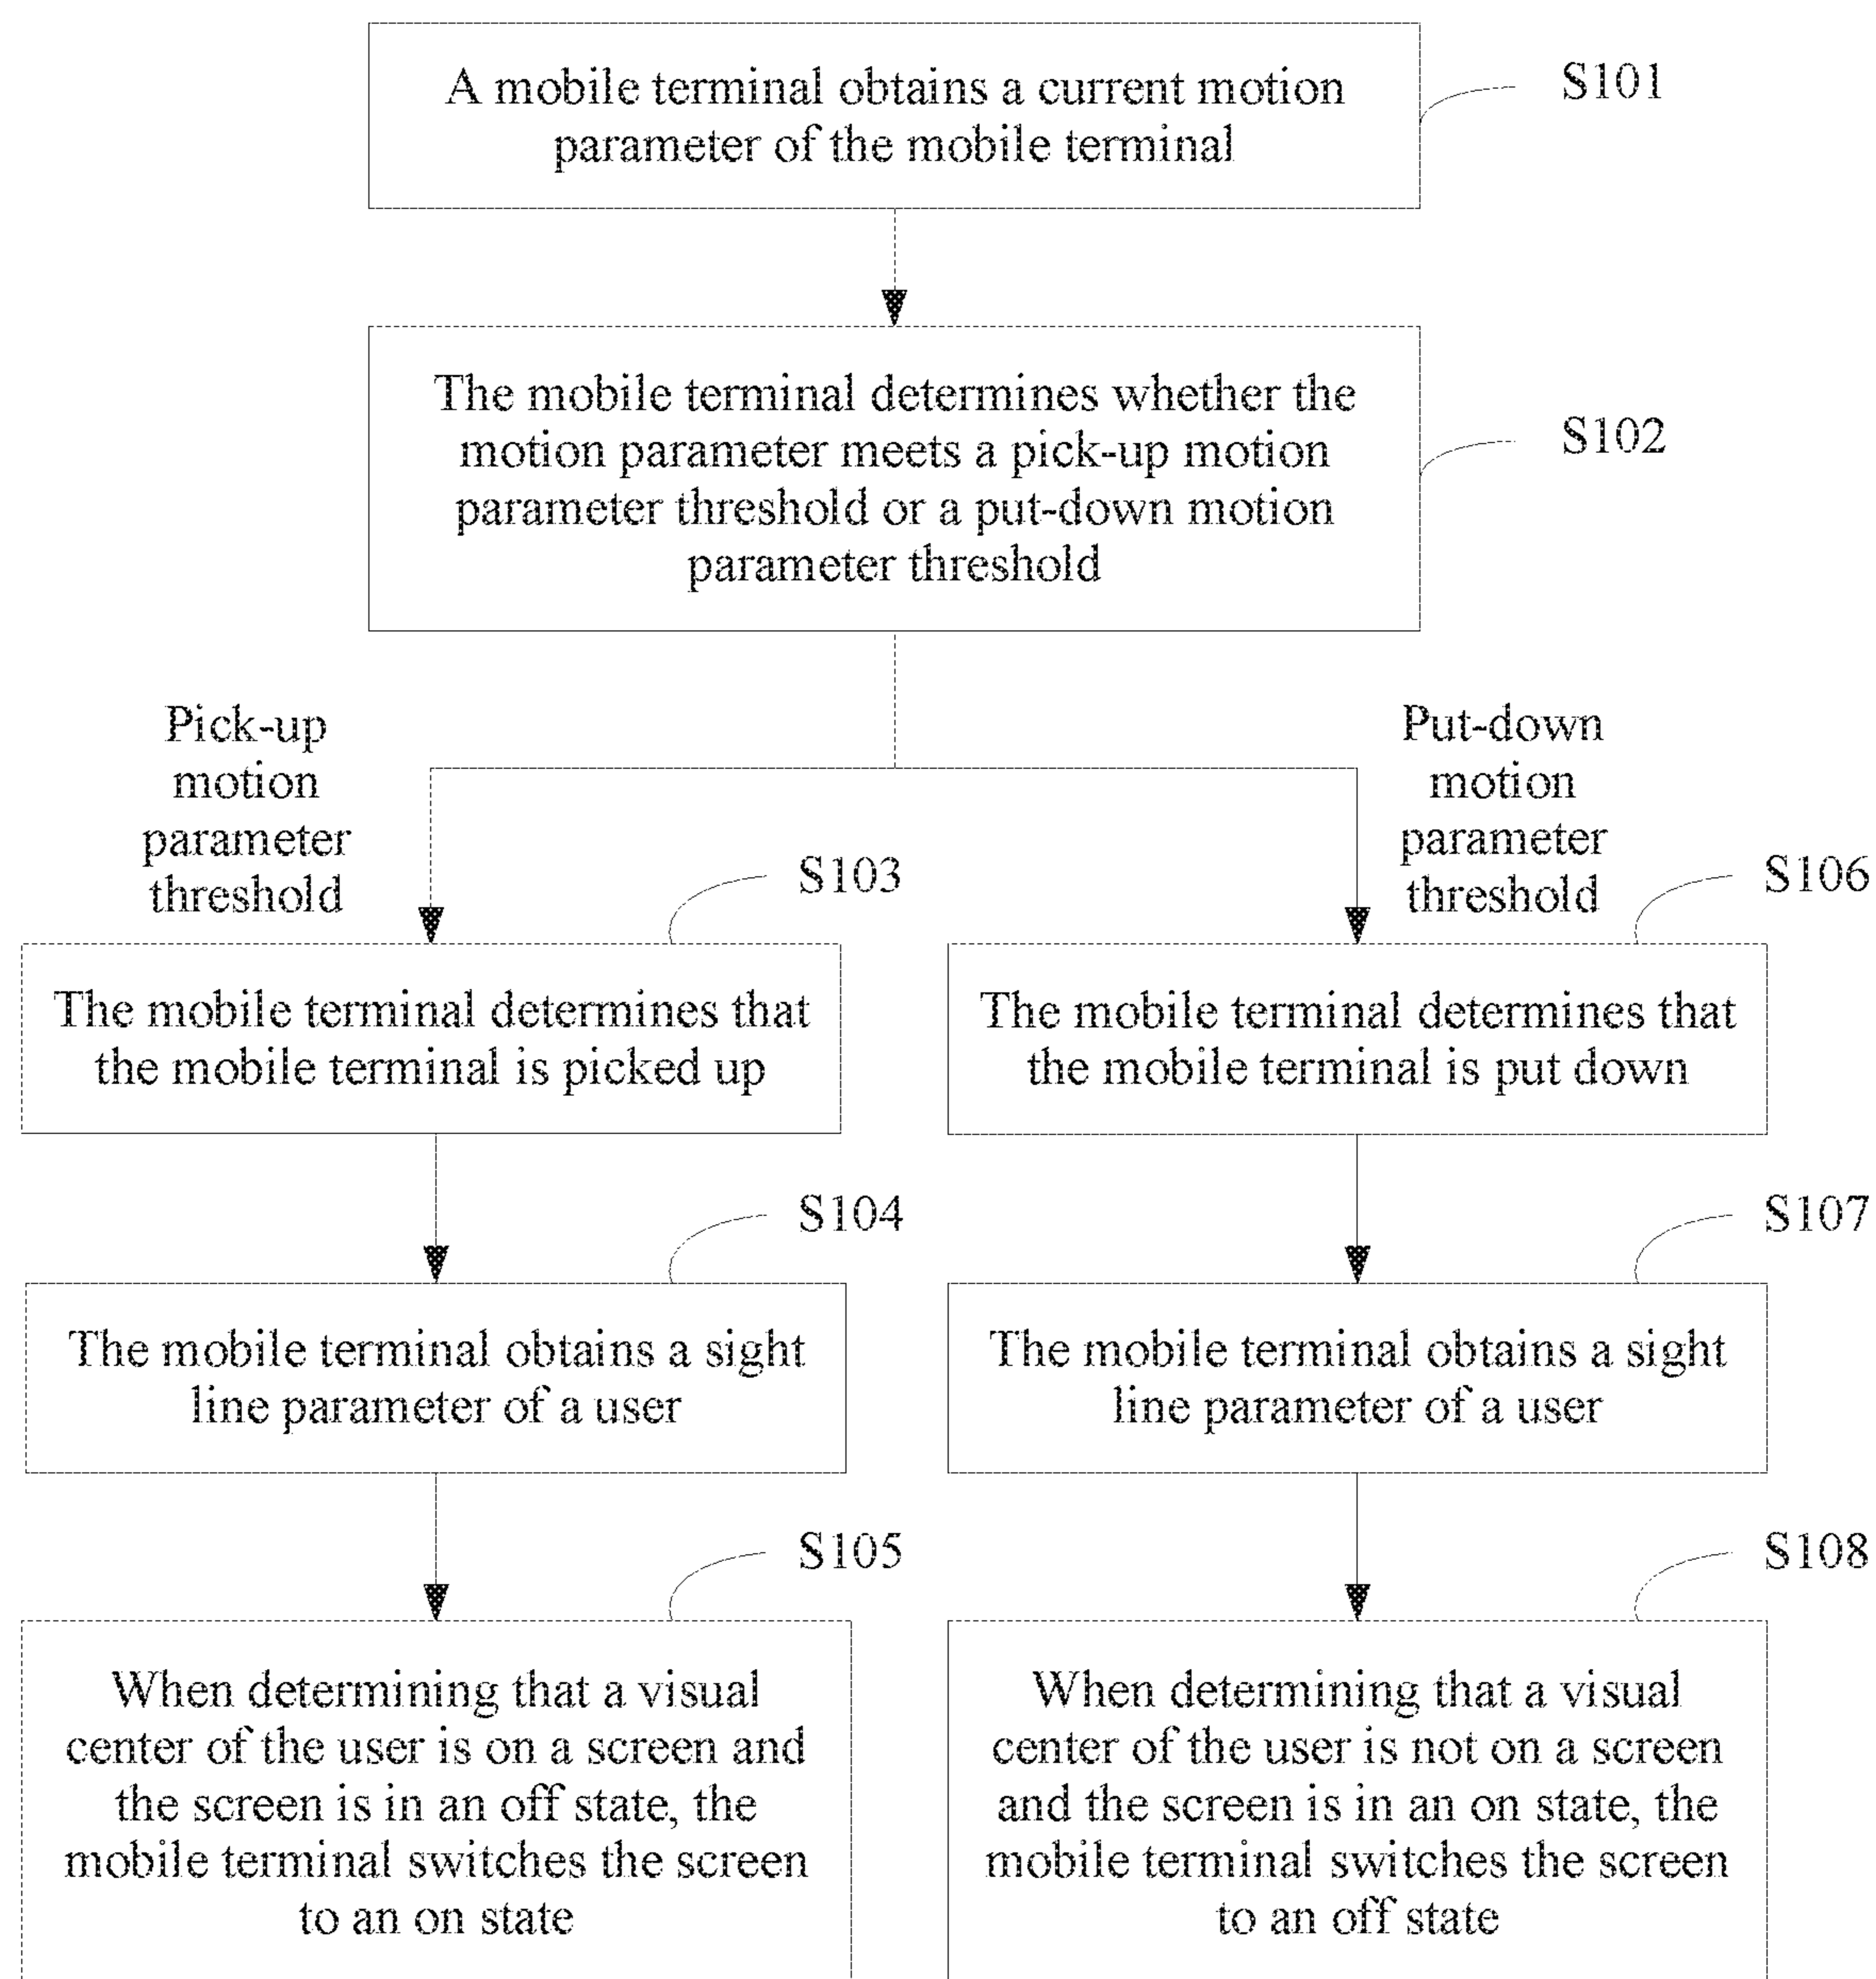 A mobile terminal obtains a current motion
parameter of the mobile terminal
S101
The mobile terminal determines whether the
motion parameter meets a pick-up motion
parameter threshold or a put-down motion
parameter threshold
S102
Pick-up
motion
parameter
threshold
Put-down
motion
parameter
threshold
S103
The mobile terminal determines that
the mobile terminal is picked up
S106
The mobile terminal determines that
the mobile terminal is put down
S104
The mobile terminal obtains a sight
line parameter of a user
S107
The mobile terminal obtains a sight
line parameter of a user
S105
When determining that a visual
center of the user is on a screen and
the screen is in an off state, the
mobile terminal switches the screen
to an on state
S108
When determining that a visual
center of the user is not on a screen
and the screen is in an on state, the
mobile terminal switches the screen
to an off state